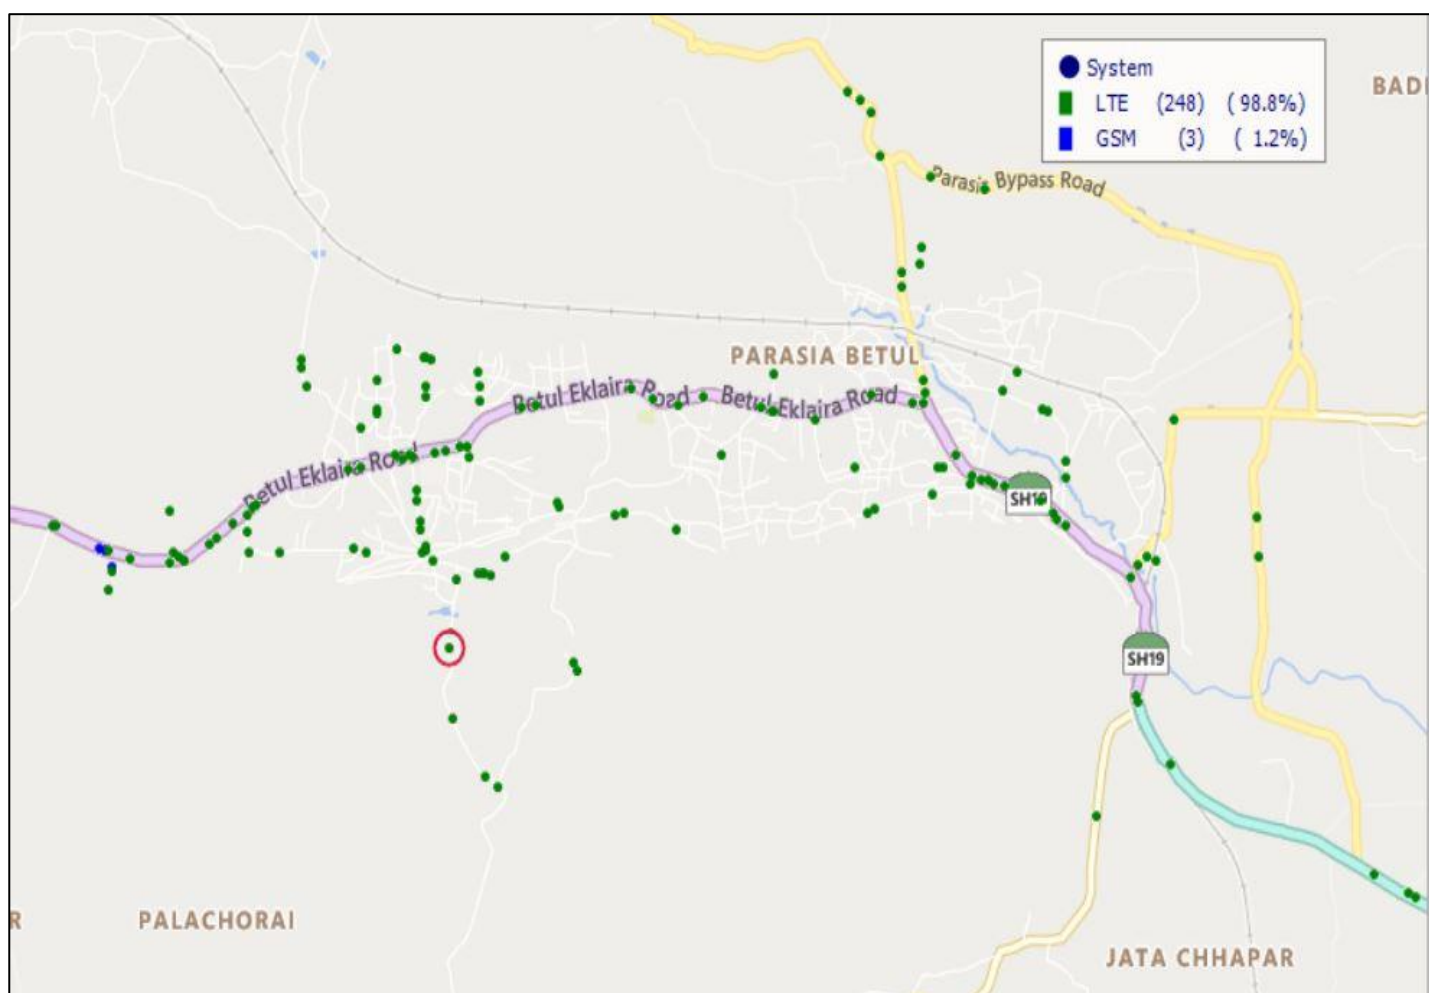 System
LTE (248) ( 98.8%)
GSM (3) ( 1.2%)
BADI
Parasia Bypass Road
PARASIA BETUL
Betul Eklaira Road
Betul Eklaira Road
Betul Eklaira Road
SH19
SH19
R
PALACHORAI
JATA CHHAPAR